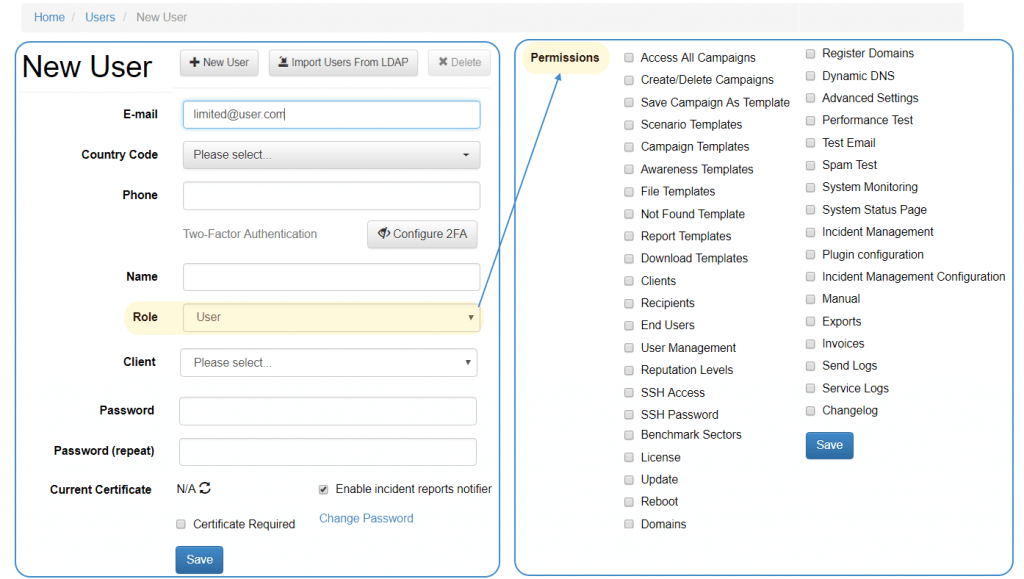 Home / Users / New User
New User
New User
Import Users From LDAP
Delete
E-mail
limited@user.com
Country Code
Please select...
Phone
Two-Factor Authentication
Configure 2FA
Name
Role
User
Client
Please select...
Password
Password (repeat)
Current Certificate
N/A
Enable incident reports notifier
Certificate Required
Change Password
Save
Permissions
Access All Campaigns
Create/Delete Campaigns
Save Campaign As Template
Scenario Templates
Campaign Templates
Awareness Templates
File Templates
Not Found Template
Report Templates
Download Templates
Clients
Recipients
End Users
User Management
Reputation Levels
SSH Access
SSH Password
Benchmark Sectors
License
Update
Reboot
Domains
Register Domains
Dynamic DNS
Advanced Settings
Performance Test
Test Email
Spam Test
System Monitoring
System Status Page
Incident Management
Plugin configuration
Incident Management Configuration
Manual
Exports
Invoices
Send Logs
Service Logs
Changelog
Save